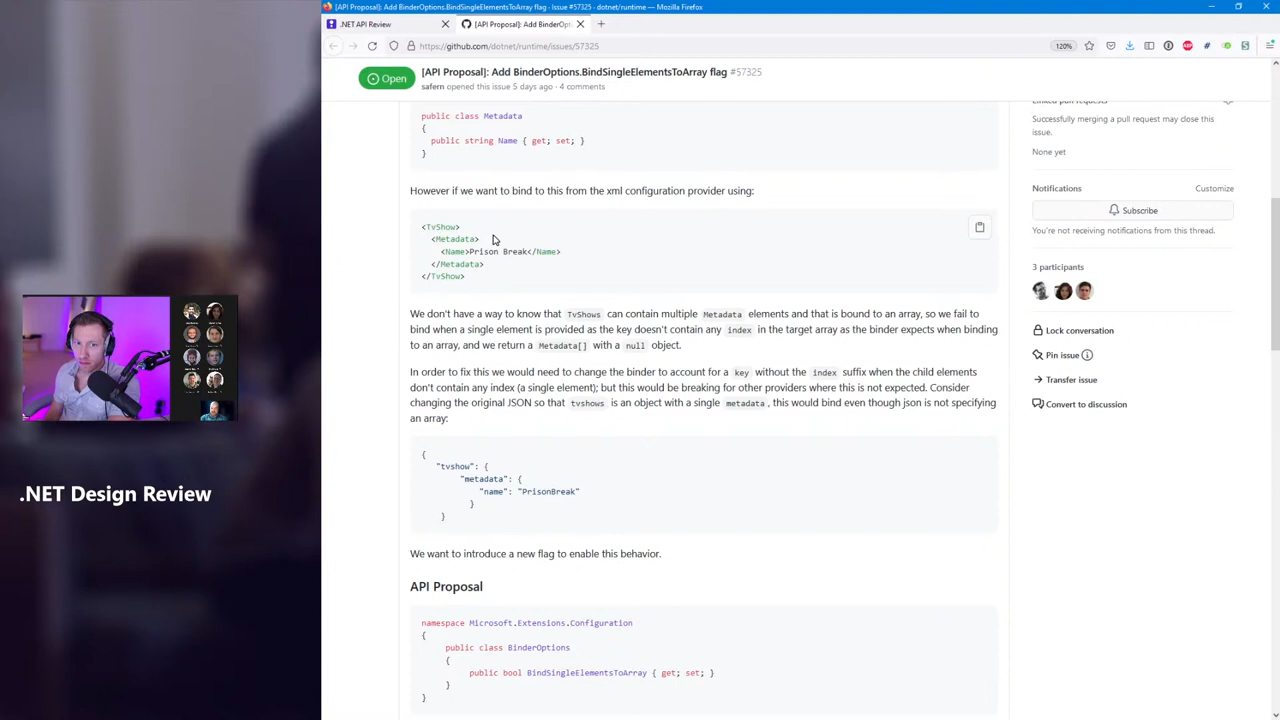 [API Proposal]: Add BinderOptions.BindSingleElementsToArray flag · Issue #57325 · dotnet/runtime — Mozilla Firefox
.NET API Review
[API Proposal]: Add BinderOpt
https://github.com/dotnet/runtime/issues/57325
120%
Open
[API Proposal]: Add BinderOptions.BindSingleElementsToArray flag #57325
safern opened this issue 5 days ago · 4 comments
Linked pull requests
Successfully merging a pull request may close this
issue.
None yet
public class Metadata
{
public string Name { get; set; }
}
However if we want to bind to this from the xml configuration provider using:
<TvShow>
<Metadata>
<Name>Prison Break</Name>
</Metadata>
</TvShow>
Notifications
Customize
Subscribe
You're not receiving notifications from this thread.
3 participants
Lock conversation
Pin issue
Transfer issue
Convert to discussion
We don't have a way to know that TvShows can contain multiple Metadata elements and that is bound to an array, so we fail to
bind when a single element is provided as the key doesn't contain any index in the target array as the binder expects when binding
to an array, and we return a Metadata[] with a null object.
In order to fix this we would need to change the binder to account for a key without the index suffix when the child elements
don't contain any index (a single element); but this would be breaking for other providers where this is not expected. Consider
changing the original JSON so that tvshows is an object with a single metadata , this would bind even though json is not specifying
an array:
{
"tvshow": {
"metadata": {
"name": "PrisonBreak"
}
}
We want to introduce a new flag to enable this behavior.
API Proposal
namespace Microsoft.Extensions.Configuration
{
public class BinderOptions
{
public bool BindSingleElementsToArray { get; set; }
}
}
.NET Design Review